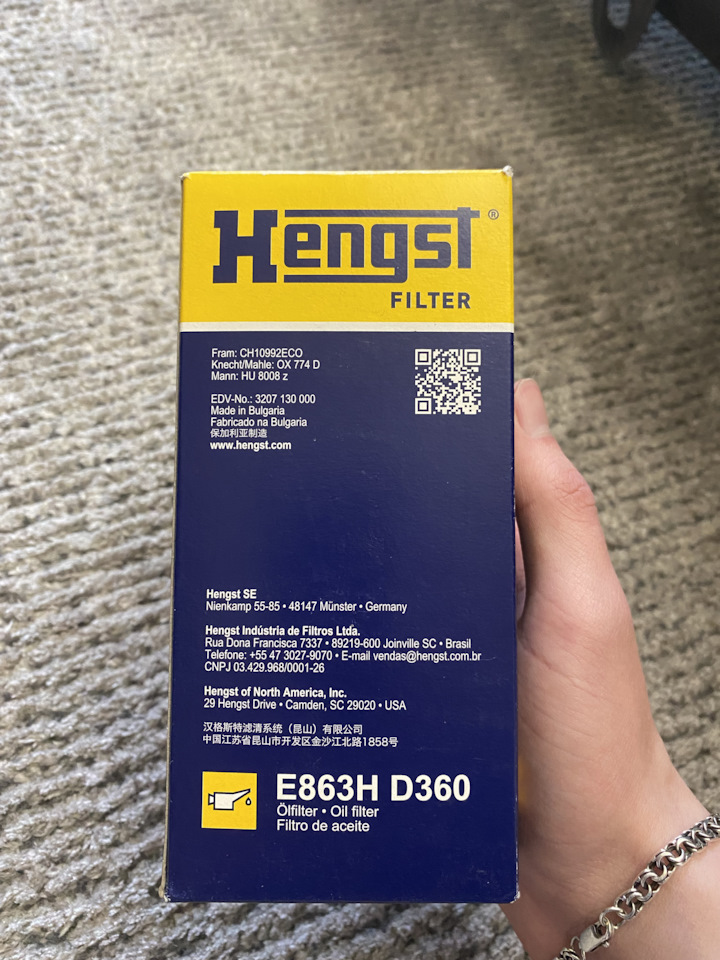 Hengst®
FILTER
Fram: CH10992ECO
Knecht/Mahle: OX 774 D
Mann: HU 8008 z
EDV-No.: 3207 130 000
Made in Bulgaria
Fabricado na Bulgaria
保加利亚制造
www.hengst.com
Hengst SE
Nienkamp 55-85 • 48147 Münster • Germany
Hengst Indústria de Filtros Ltda.
Rua Dona Francisca 7337 • 89219-600 Joinville SC • Brasil
Telefone: +55 47 3027-9070 • E-mail vendas@hengst.com.br
CNPJ 03.429.968/0001-26
Hengst of North America, Inc.
29 Hengst Drive • Camden, SC 29020 • USA
汉格斯特滤清系统（昆山）有限公司
中国江苏省昆山市开发区金沙江北路1858号
E863H D360
Ölfilter • Oil filter
Filtro de aceite